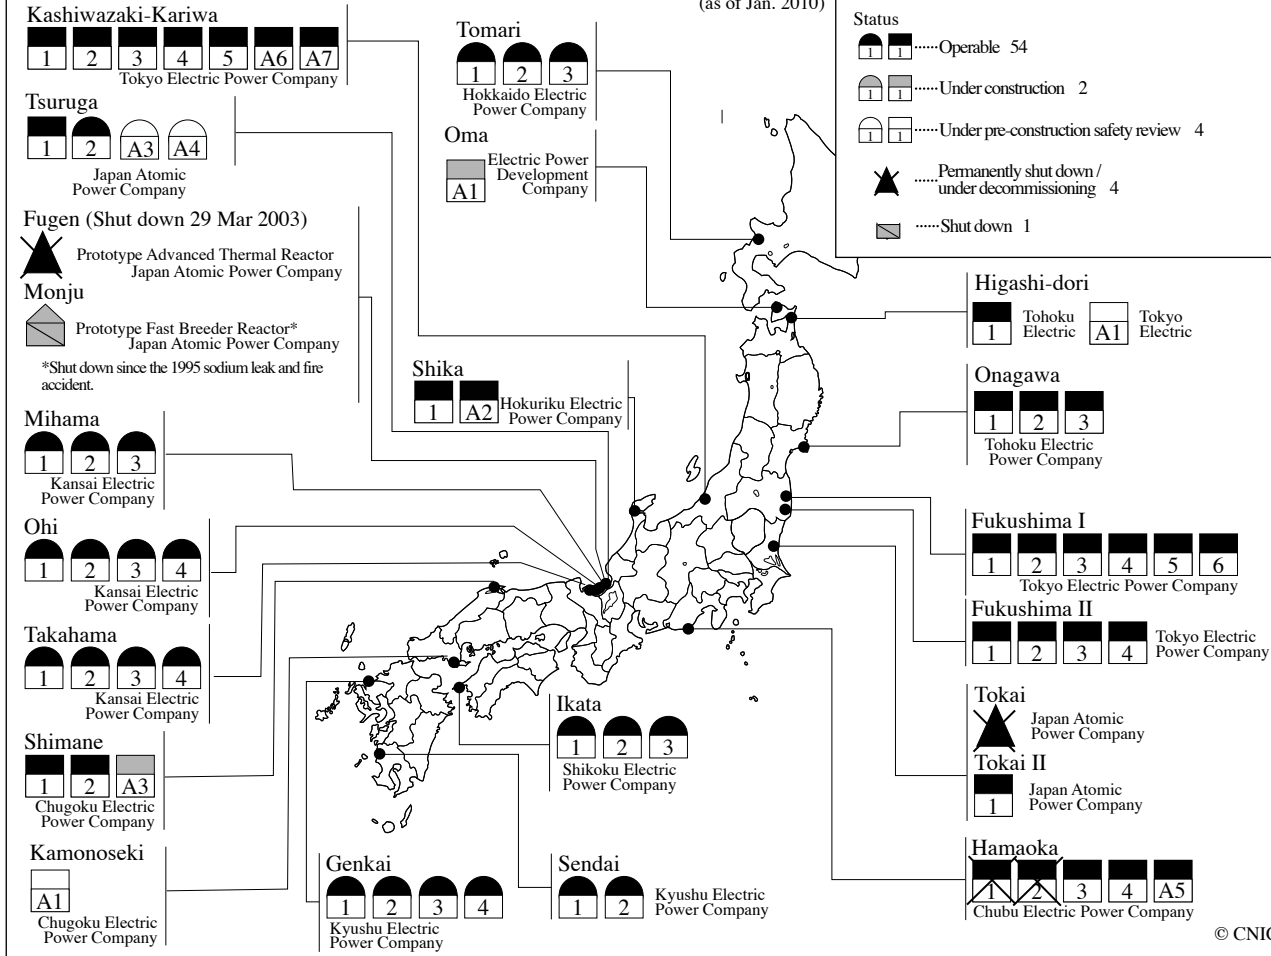 (as of Jan. 2010)
Kashiwazaki-Kariwa
1 2 3 4 5 A6 A7
Tokyo Electric Power Company
Tsuruga
1 2 A3 A4
Japan Atomic
Power Company
Fugen (Shut down 29 Mar 2003)
Prototype Advanced Thermal Reactor
Japan Atomic Power Company
Monju
Prototype Fast Breeder Reactor*
Japan Atomic Power Company
*Shut down since the 1995 sodium leak and fire
accident.
Mihama
1 2 3
Kansai Electric
Power Company
Ohi
1 2 3 4
Kansai Electric
Power Company
Takahama
1 2 3 4
Kansai Electric
Power Company
Shimane
1 2 A3
Chugoku Electric
Power Company
Kamonoseki
A1
Chugoku Electric
Power Company
Tomari
1 2 3
Hokkaido Electric
Power Company
Oma
A1
Electric Power
Development
Company
Shika
1 A2
Hokuriku Electric
Power Company
Ikata
1 2 3
Shikoku Electric
Power Company
Genkai
1 2 3 4
Kyushu Electric
Power Company
Sendai
1 2
Kyushu Electric
Power Company
Status
1 1 ......Operable 54
1 1 ......Under construction 2
1 1 ......Under pre-construction safety review 4
......Permanently shut down /
under decommissioning 4
......Shut down 1
Higashi-dori
1 Tohoku Electric A1 Tokyo Electric
Onagawa
1 2 3
Tohoku Electric
Power Company
Fukushima I
1 2 3 4 5 6
Tokyo Electric Power Company
Fukushima II
1 2 3 4
Tokyo Electric
Power Company
Tokai
Japan Atomic
Power Company
Tokai II
1
Japan Atomic
Power Company
Hamaoka
1 2 3 4 A5
Chubu Electric Power Company
© CNIC